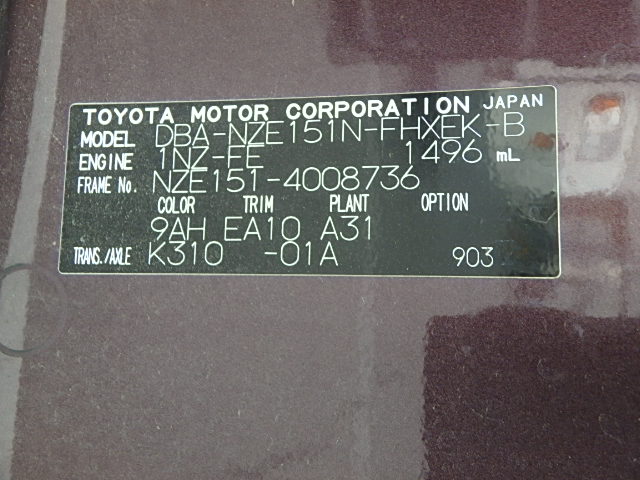 TOYOTA MOTOR CORPORATION JAPAN
MODEL DBA-NZE151N-FHXEK-B
ENGINE 1NZ-FE 1496 mL
FRAME No. NZE151-4008736
COLOR TRIM PLANT OPTION
9AH EA10 A31
TRANS./AXLE K310 -01A 903